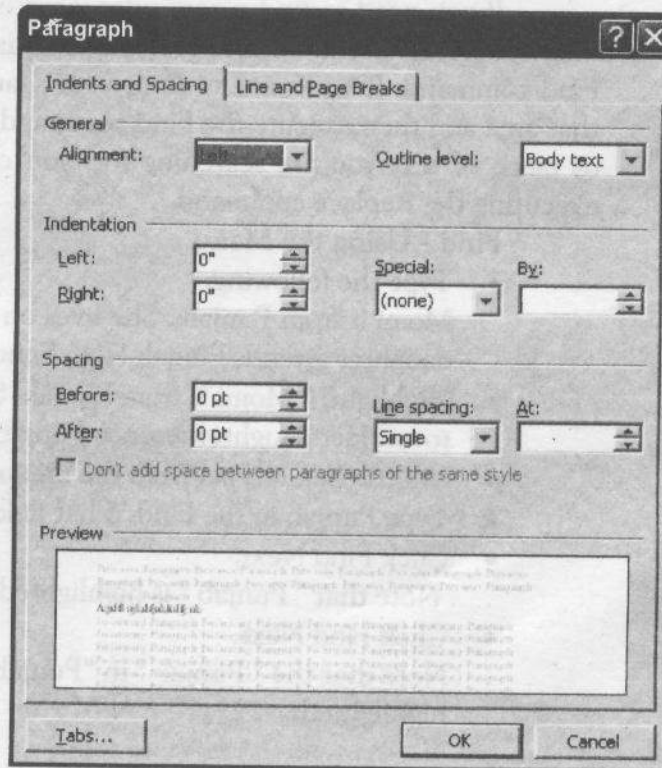 Paragraph
Indents and Spacing
Line and Page Breaks
General
Alignment: Left
Outline level: Body text
Indentation
Left: 0"
Right: 0"
Special: By:
(none)
Spacing
Before: 0 pt
After: 0 pt
Line spacing: At:
Single
Don't add space between paragraphs of the same style
Preview
Tabs...
OK
Cancel